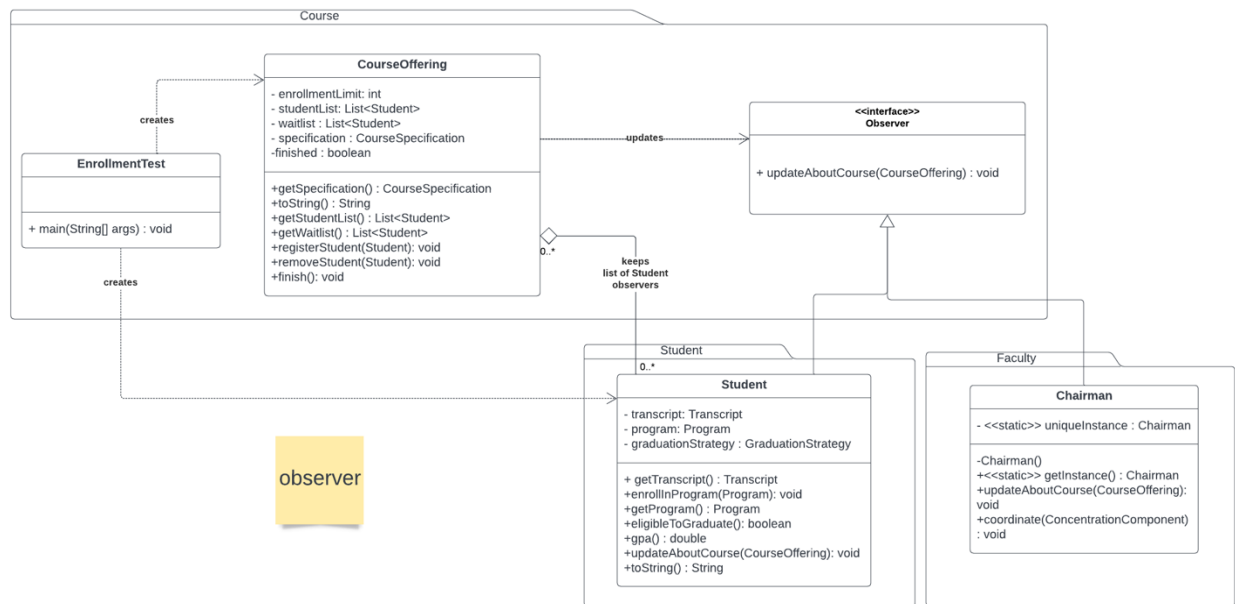 Course
CourseOffering
- enrollmentLimit: int
- studentList: List<Student>
- waitlist : List<Student>
- specification : CourseSpecification
-finished : boolean
+getSpecification() : CourseSpecification
+toString() : String
+getStudentList() : List<Student>
+getWaitlist() : List<Student>
+registerStudent(Student): void
+removeStudent(Student): void
+finish(): void
creates
EnrollmentTest
+ main(String[] args) : void
creates
updates
<<interface>>
Observer
+ updateAboutCourse(CourseOffering) : void
0..*
keeps
list of Student
observers
0..*
Student
Student
- transcript: Transcript
- program: Program
- graduationStrategy : GraduationStrategy
+ getTranscript() : Transcript
+enrollInProgram(Program): void
+getProgram() : Program
+eligibleToGraduate(): boolean
+gpa() : double
+updateAboutCourse(CourseOffering): void
+toString() : String
Faculty
Chairman
- <<static>> uniqueInstance : Chairman
-Chairman()
+<<static>> getInstance() : Chairman
+updateAboutCourse(CourseOffering):
void
+coordinate(ConcentrationComponent)
: void
observer